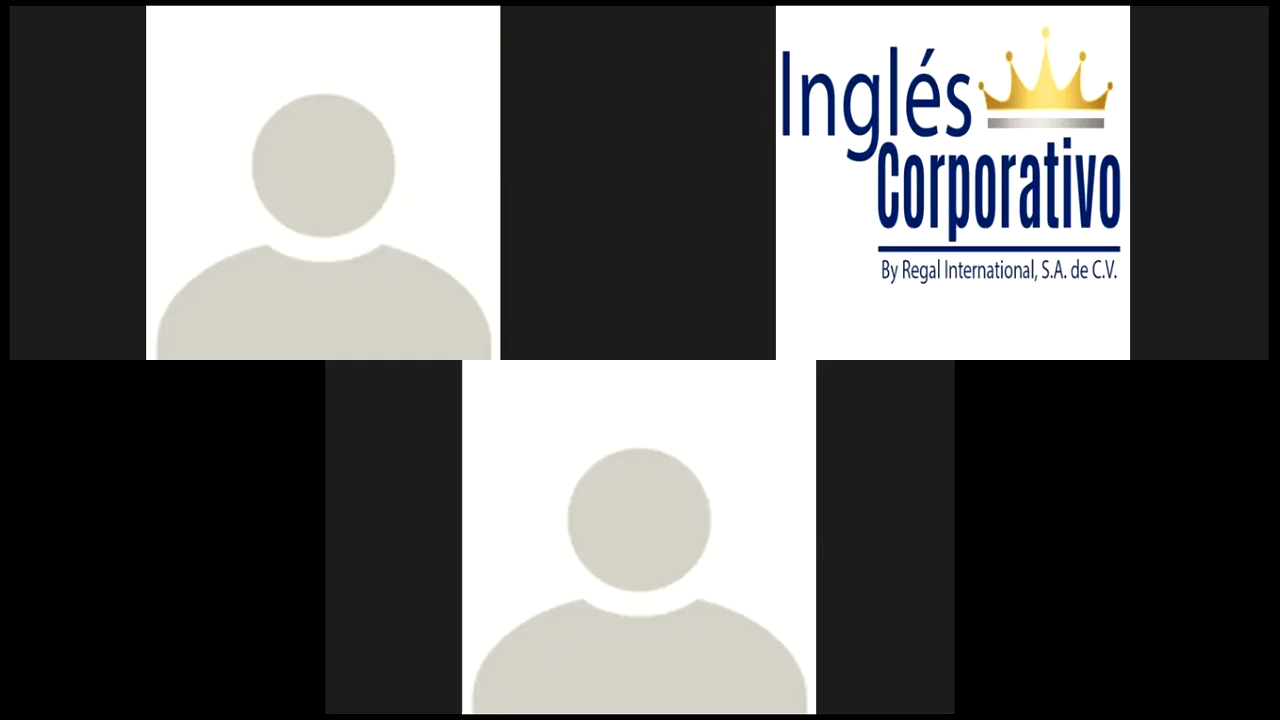 Inglés
Corporativo
By Regal International, S.A. de C.V.